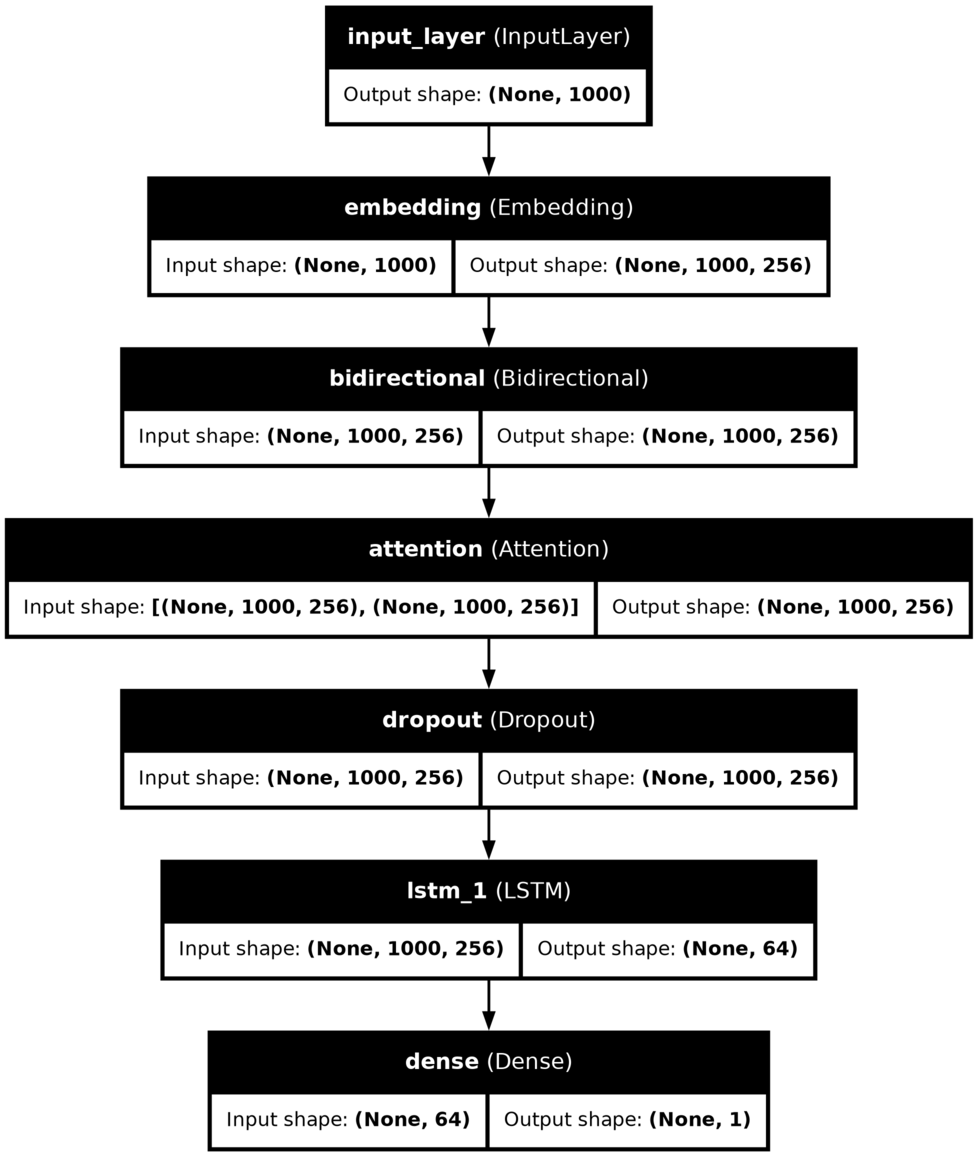 input_layer (InputLayer)
Output shape: (None, 1000)
embedding (Embedding)
Input shape: (None, 1000) Output shape: (None, 1000, 256)
bidirectional (Bidirectional)
Input shape: (None, 1000, 256) Output shape: (None, 1000, 256)
attention (Attention)
Input shape: [(None, 1000, 256), (None, 1000, 256)] Output shape: (None, 1000, 256)
dropout (Dropout)
Input shape: (None, 1000, 256) Output shape: (None, 1000, 256)
lstm_1 (LSTM)
Input shape: (None, 1000, 256) Output shape: (None, 64)
dense (Dense)
Input shape: (None, 64) Output shape: (None, 1)